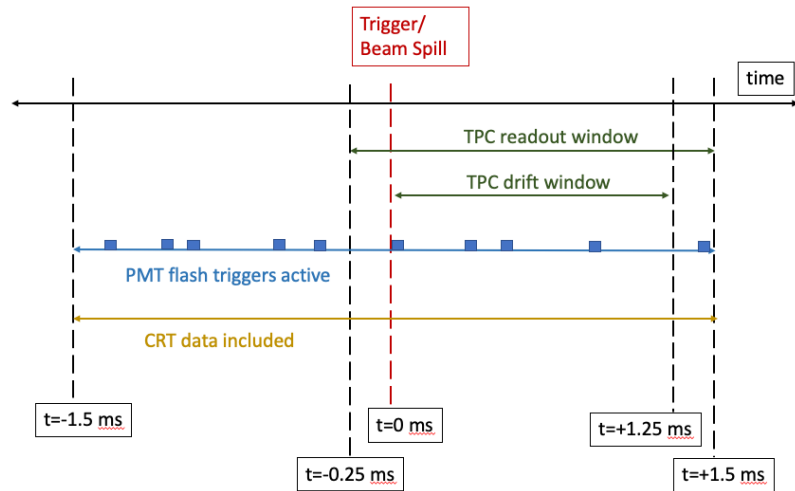 Trigger/
Beam Spill
time
TPC readout window
TPC drift window
PMT flash triggers active
CRT data included
t=-1.5 ms
t=0 ms
t=+1.25 ms
t=-0.25 ms
t=+1.5 ms